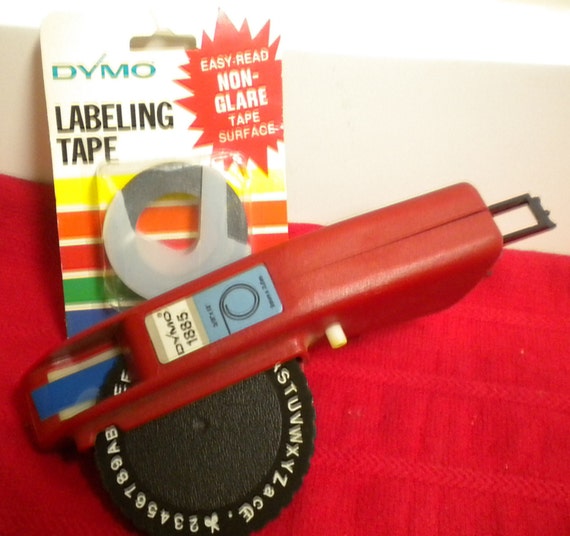 DYMO
LABELING
TAPE
EASY-READ
NON-
GLARE
TAPE
SURFACE
DYMO
1885
STUVWXYZ
23456789AB